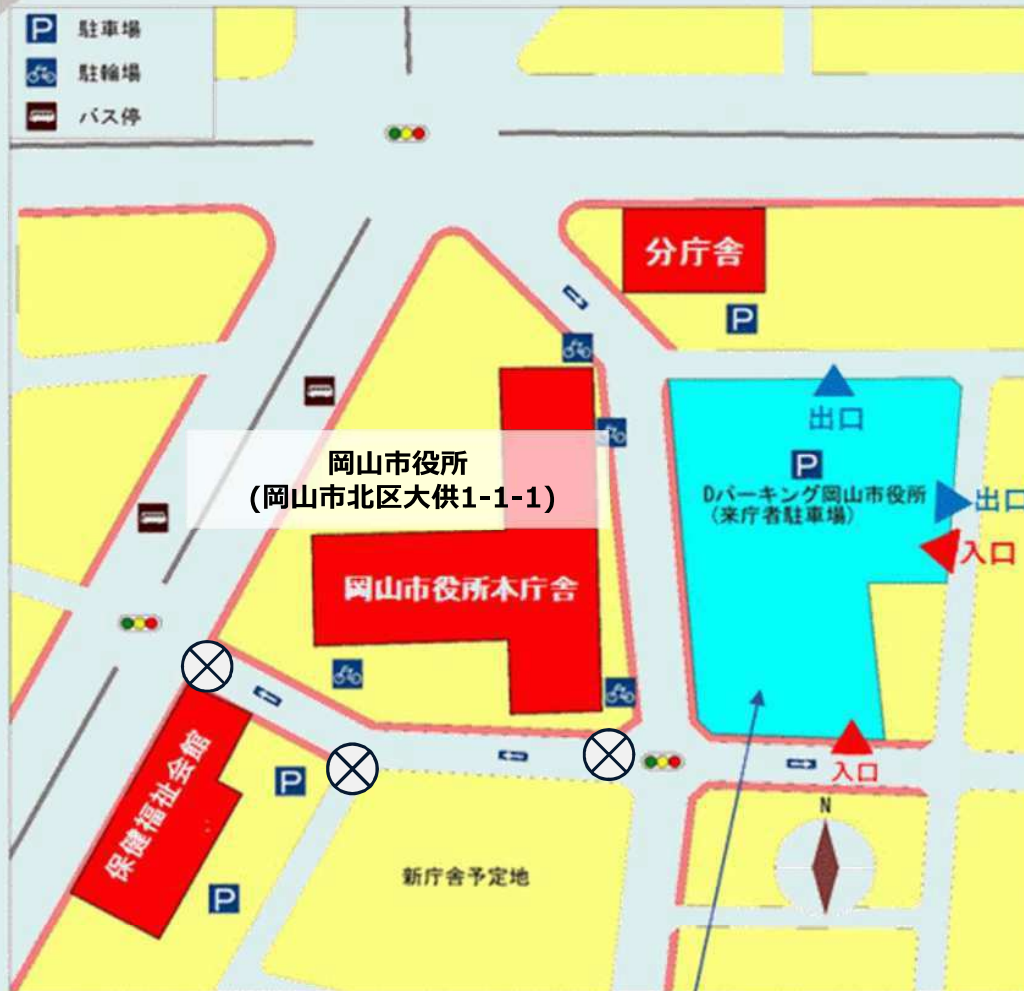 P 駐車場
駐輪場
バス停
分庁舎
P
出口
岡山市役所
(岡山市北区大供1-1-1)
P
Dパーキング岡山市役所
(来庁者駐車場)
出口
入口
岡山市役所本庁舎
保健福祉会館
P
入口
N
新庁舎予定地
P